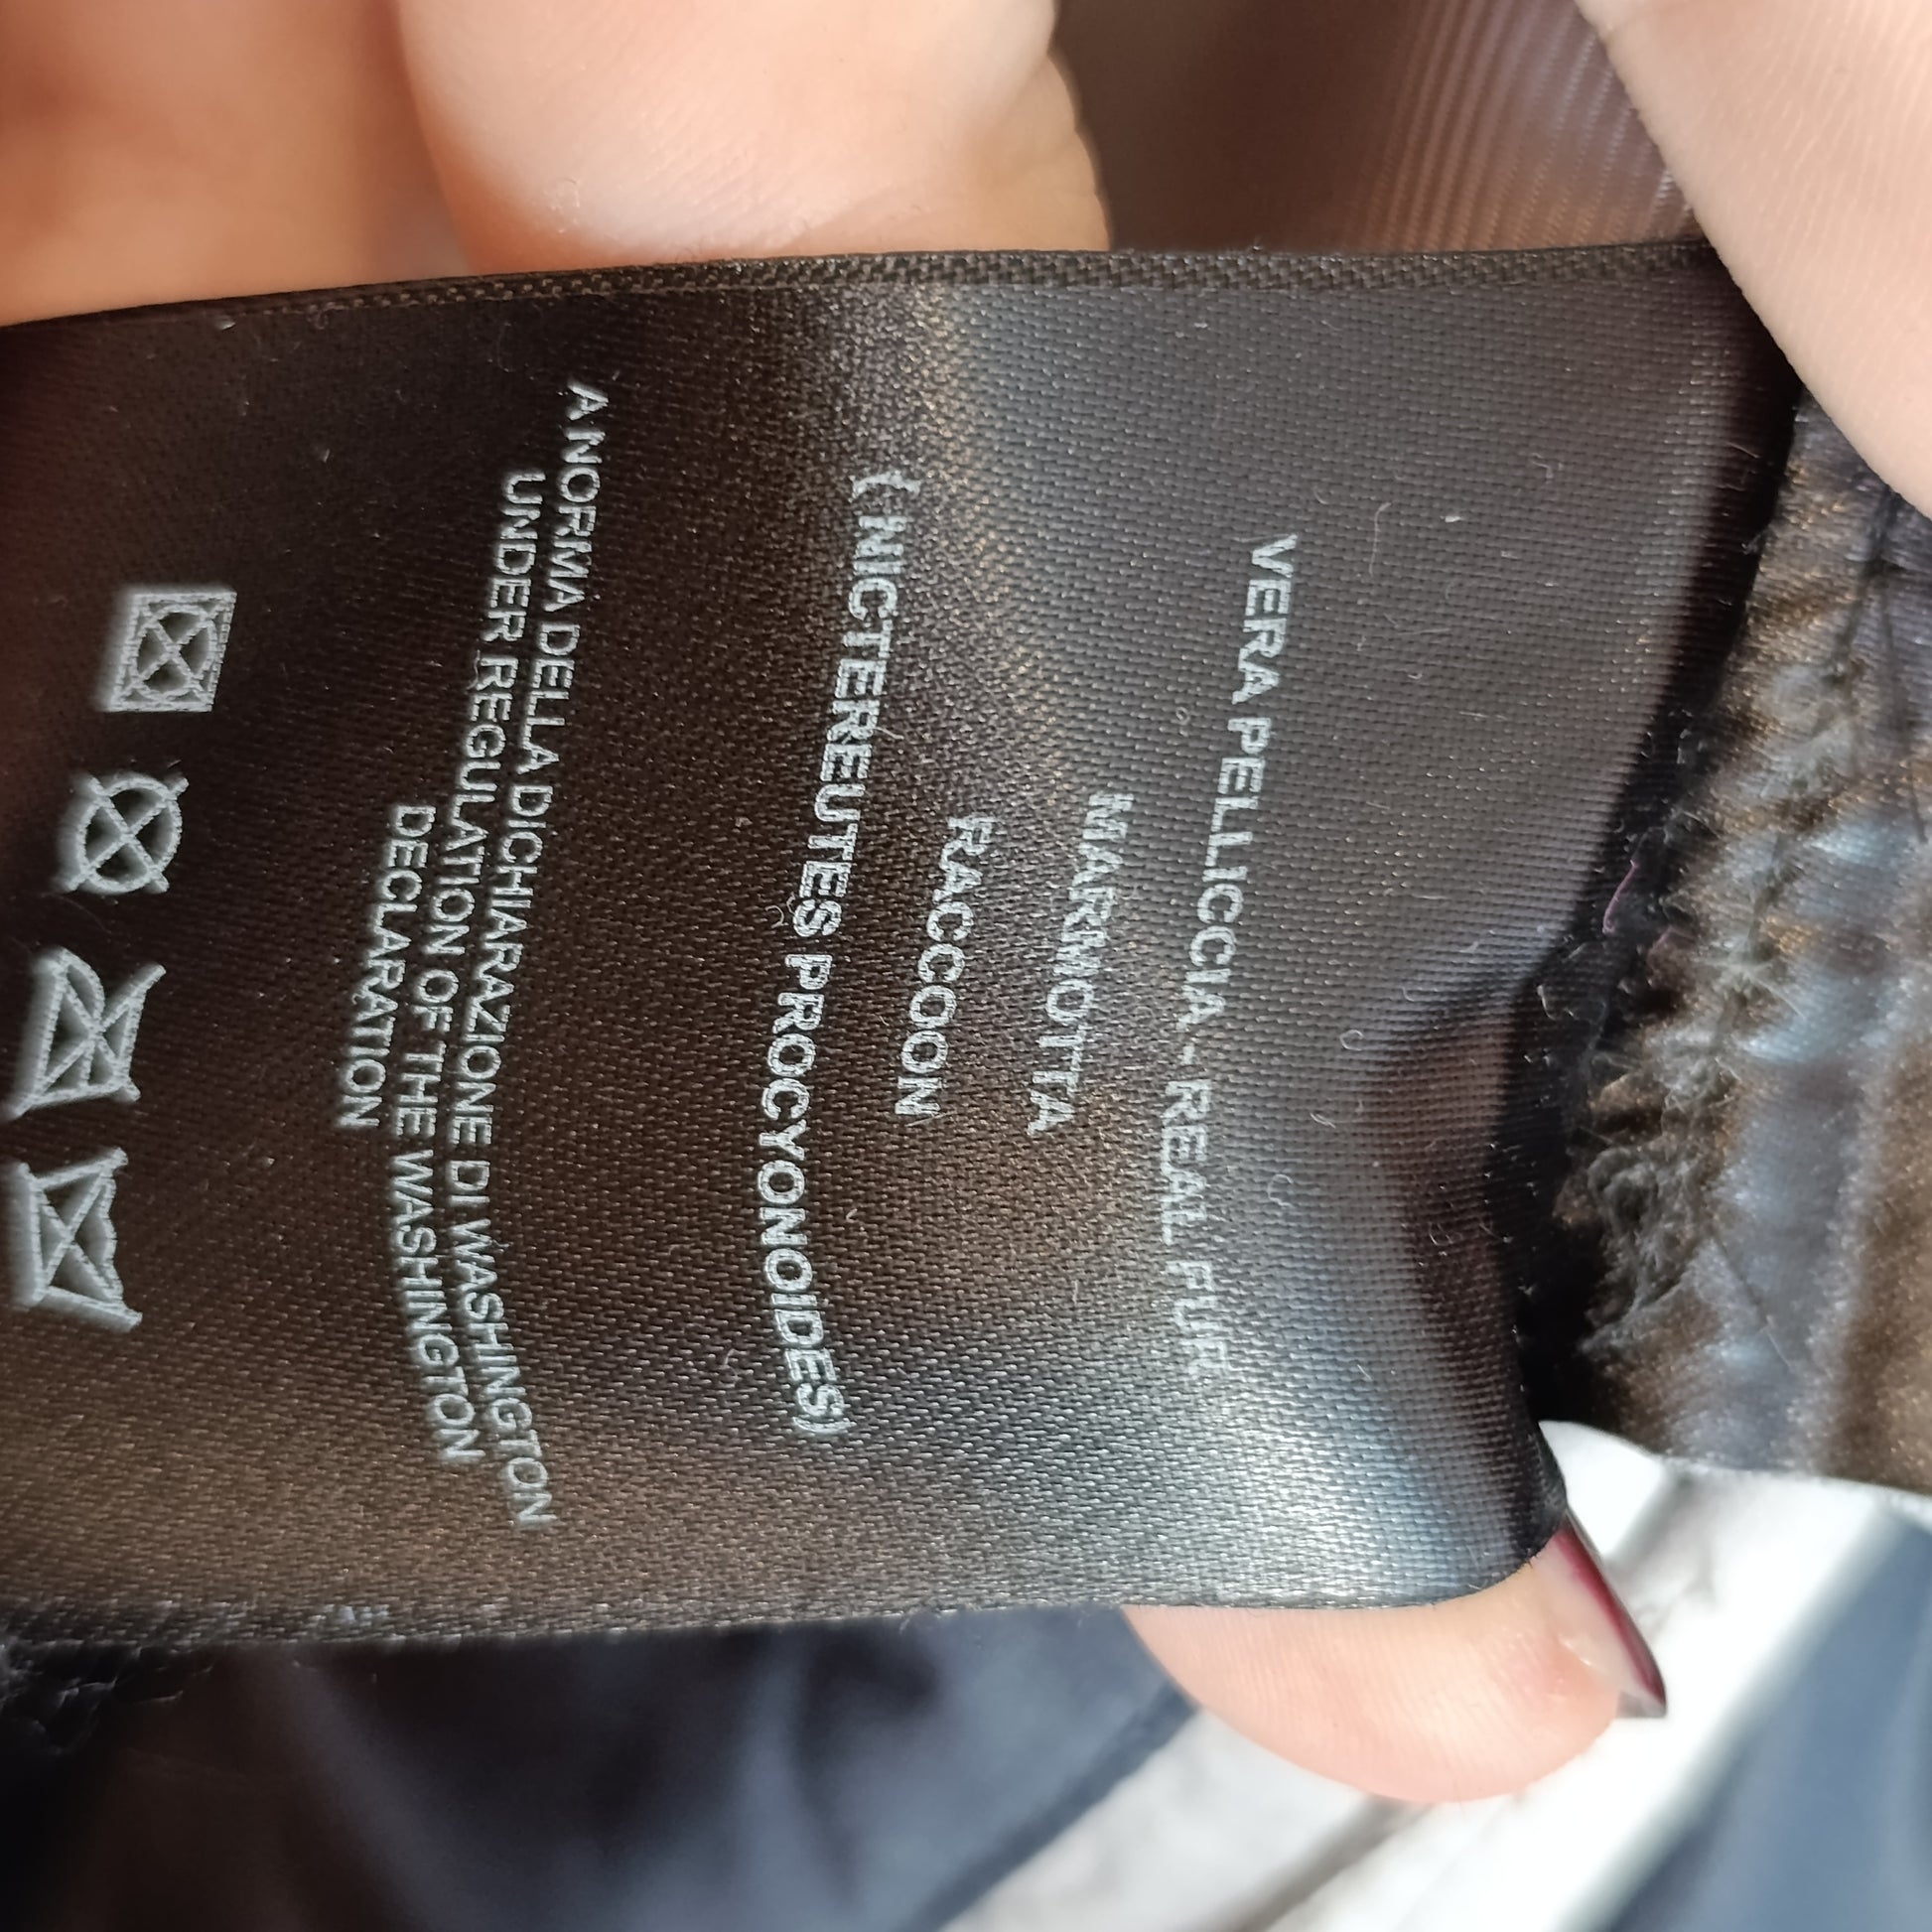 VERA PELLICCIA - REAL FUR
MARMOTTA
RACCOON
(NICTEREUTES PROCYONOIDES)
A NORMA DELLA DICHIARAZIONE DI WASHINGTON
UNDER REGULATION OF THE WASHINGTON
DECLARATION